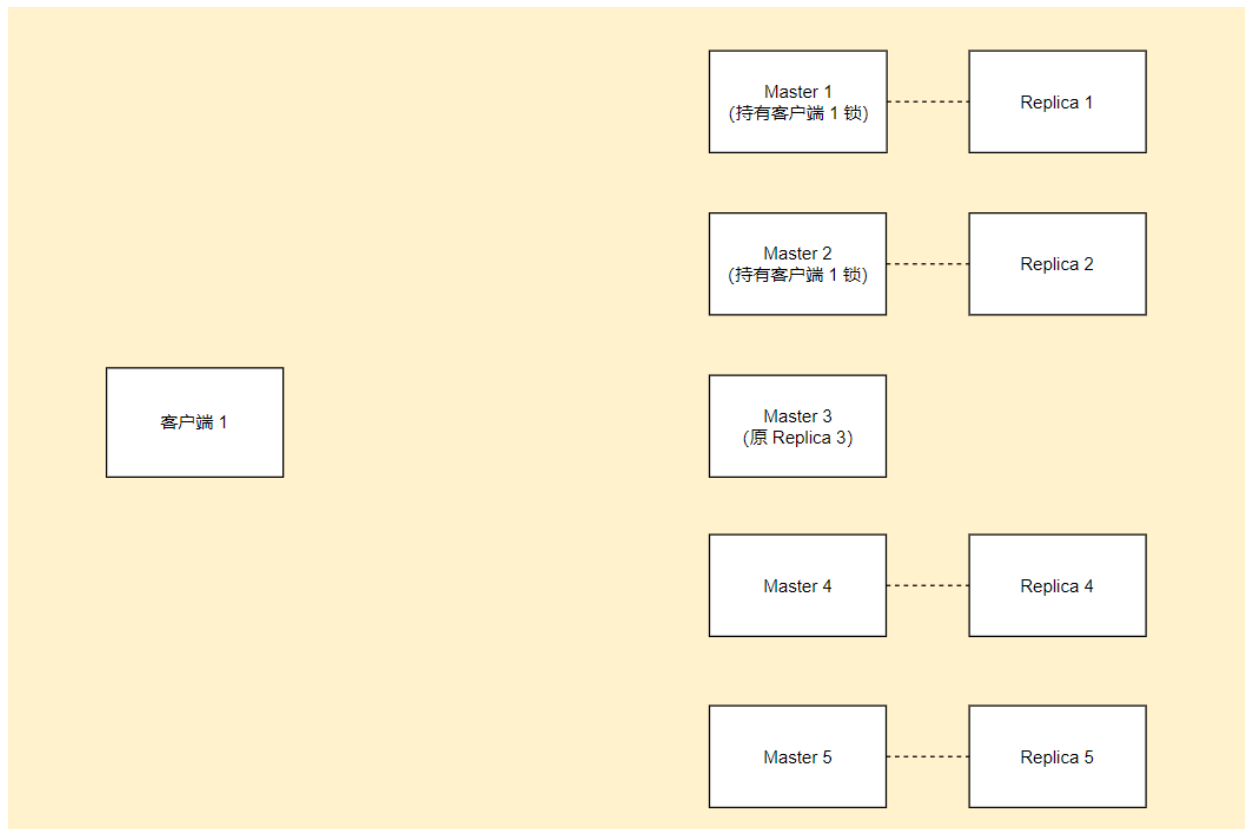 Master 1
(持有客户端 1 锁)
Replica 1
Master 2
(持有客户端 1 锁)
Replica 2
客户端 1
Master 3
(原 Replica 3)
Master 4
Replica 4
Master 5
Replica 5